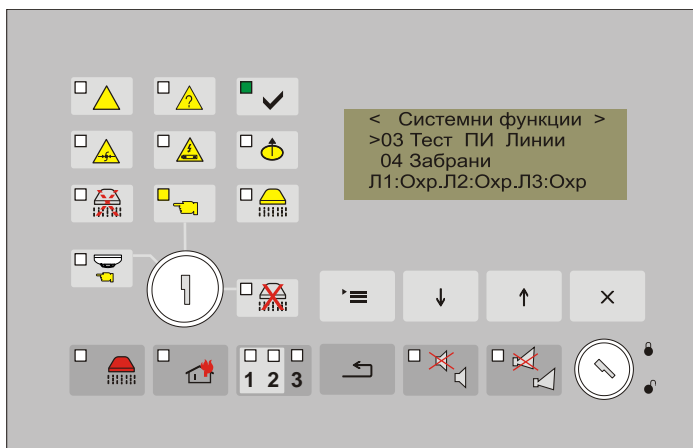 < Системни функции >
>03 Тест ПИ Линии
04 Забрани
Л1:Охр.Л2:Охр.Л3:Охр
?
1 2 3